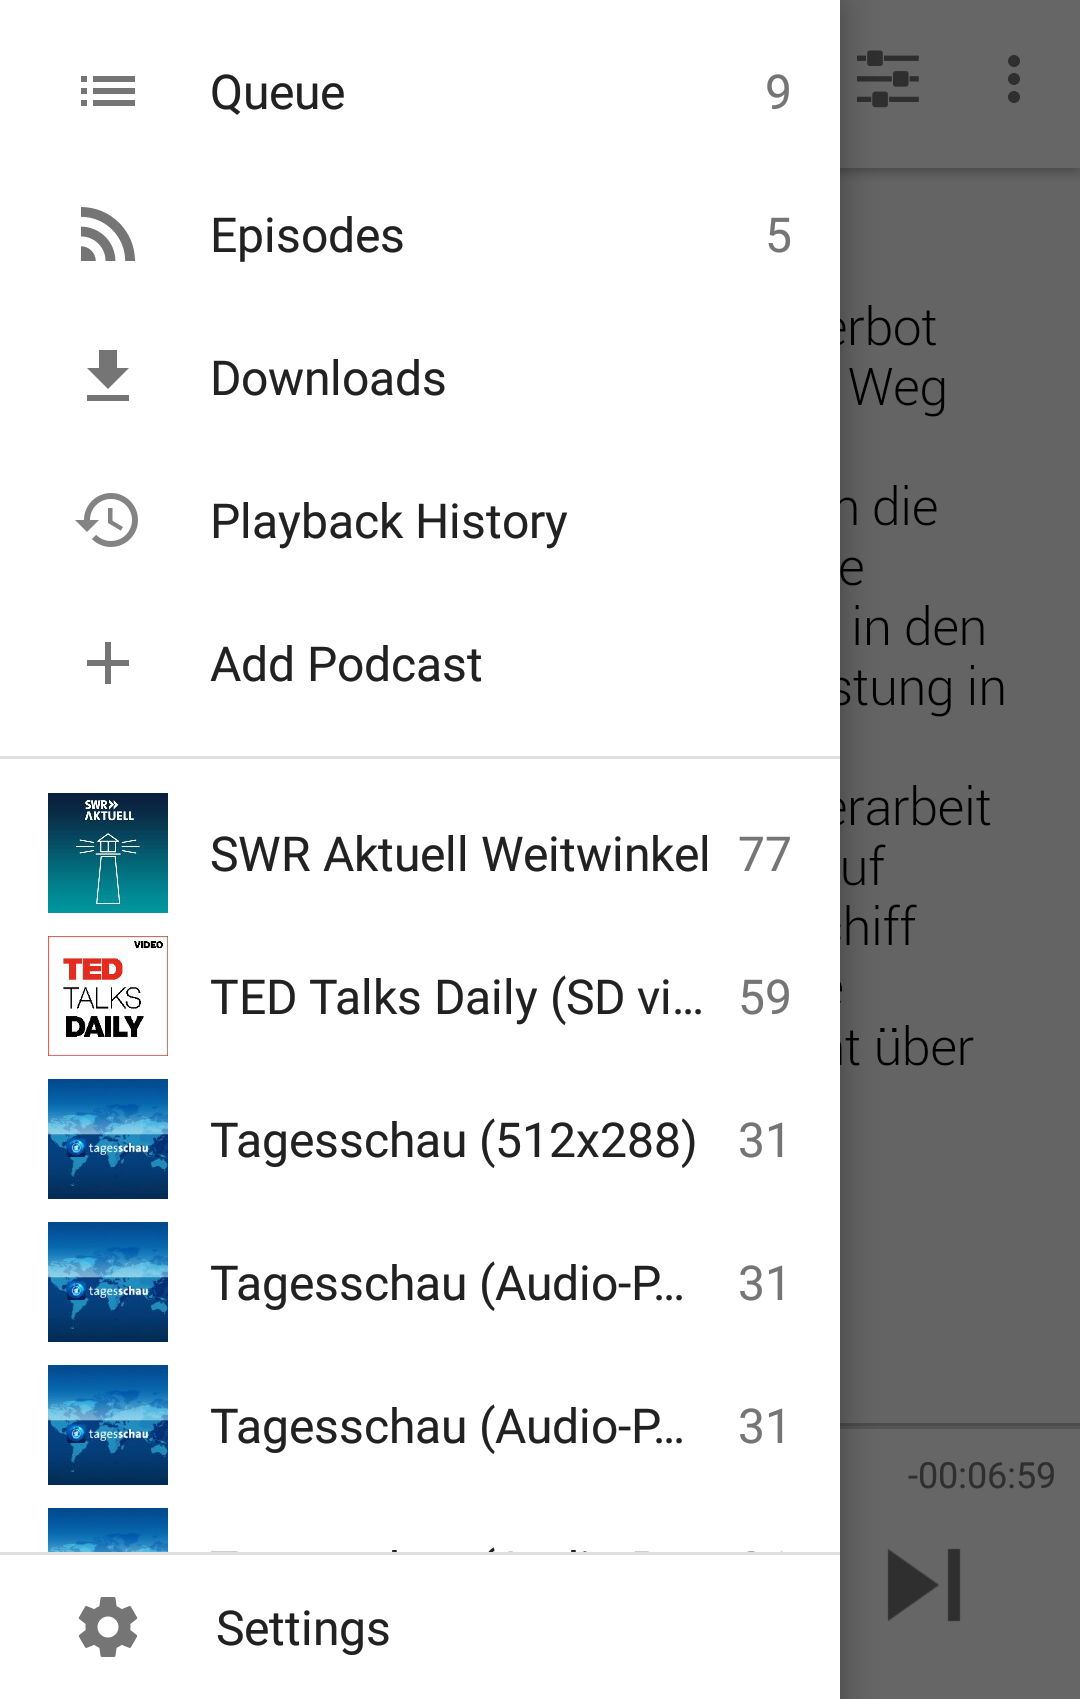 Queue 9
Episodes 5
Downloads
Playback History
Add Podcast
SWR»
AKTUELL
SWR Aktuell Weitwinkel 77
VIDEO
TED
TALKS
DAILY
TED Talks Daily (SD vi... 59
tagesschau
Tagesschau (512x288) 31
tagesschau
Tagesschau (Audio-P... 31
tagesschau
Tagesschau (Audio-P... 31
Settings
erbot
Weg
n die
e
in den
stung in
erarbeit
uf
hiff
t über
-00:06:59